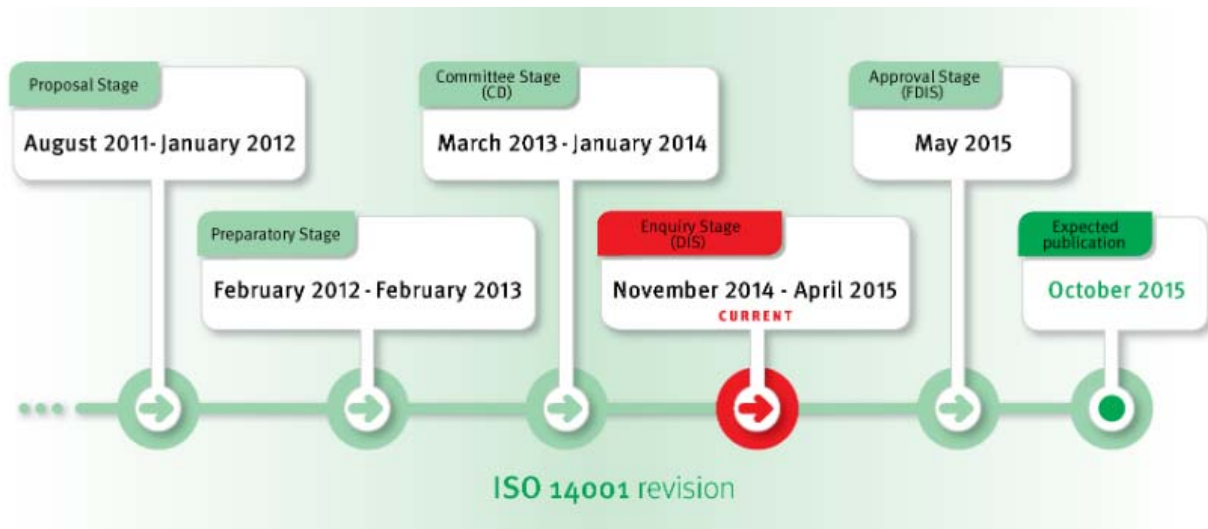 Proposal Stage
August 2011-January 2012
Preparatory Stage
February 2012-February 2013
Committee Stage
(CD)
March 2013-January 2014
Enquiry Stage
(DIS)
November 2014 - April 2015
CURRENT
Approval Stage
(FDIS)
May 2015
Expected
publication
October 2015
ISO 14001 revision